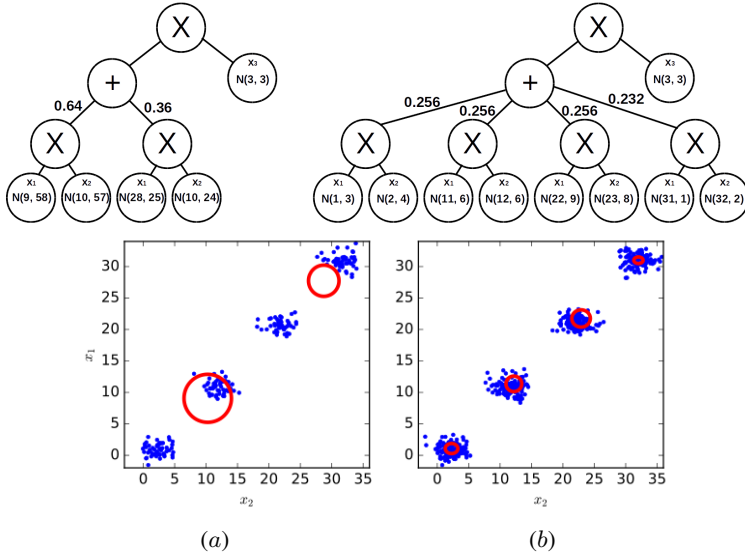 X
X
x₃
N(3, 3)
x₃
N(3, 3)
+
+
0.64
0.36
0.256
0.256
0.256
0.232
X
X
X
X
X
X
x₁
N(9, 58)
x₂
N(10, 57)
x₁
N(28, 25)
x₂
N(10, 24)
x₁
N(1, 3)
x₂
N(2, 4)
x₁
N(11, 6)
x₂
N(12, 6)
x₁
N(22, 9)
x₂
N(23, 8)
x₁
N(31, 1)
x₂
N(32, 2)
30
25
20
15
10
5
0
x₁
0 5 10 15 20 25 30 35
x₂
30
25
20
15
10
5
0
0 5 10 15 20 25 30 35
x₂
(a)
(b)